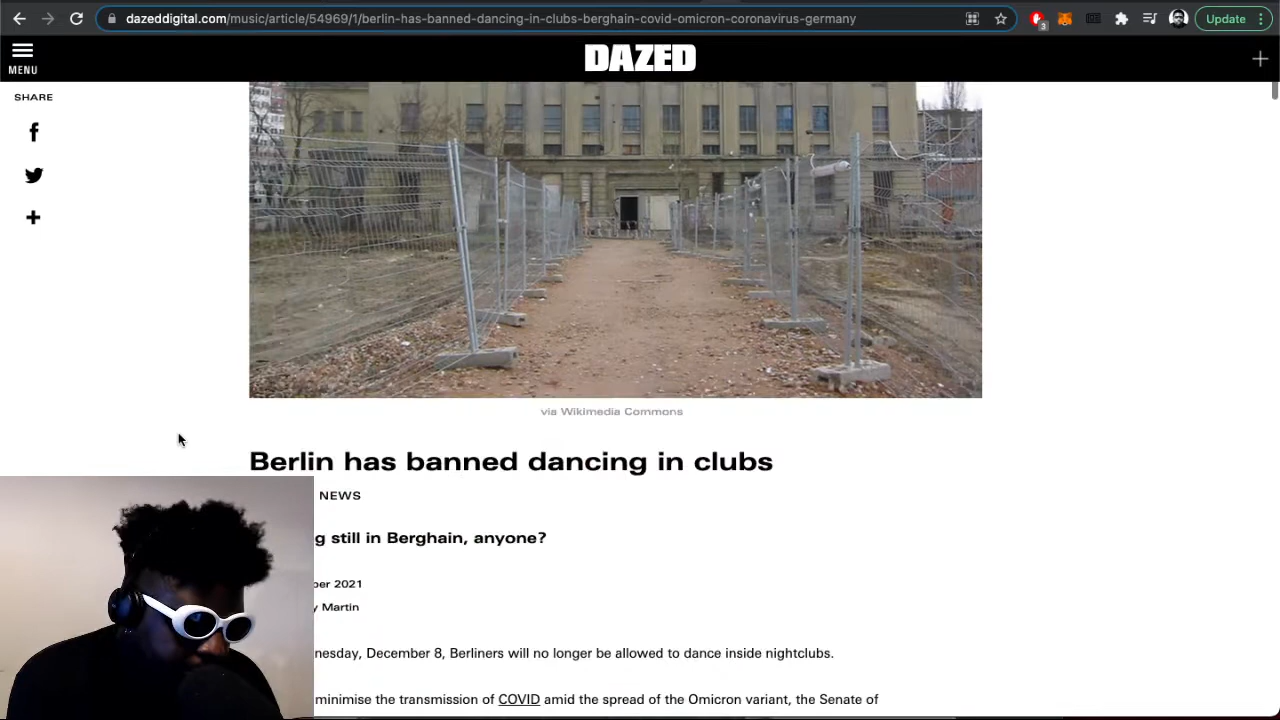 dazeddigital.com/music/article/54969/1/berlin-has-banned-dancing-in-clubs-berghain-covid-omicron-coronavirus-germany
3
Update
MENU
DAZED
SHARE
via Wikimedia Commons
Berlin has banned dancing in clubs
NEWS
still in Berghain, anyone?
2021
Martin
December 8, Berliners will no longer be allowed to dance inside nightclubs.
minimise the transmission of COVID amid the spread of the Omicron variant, the Senate of